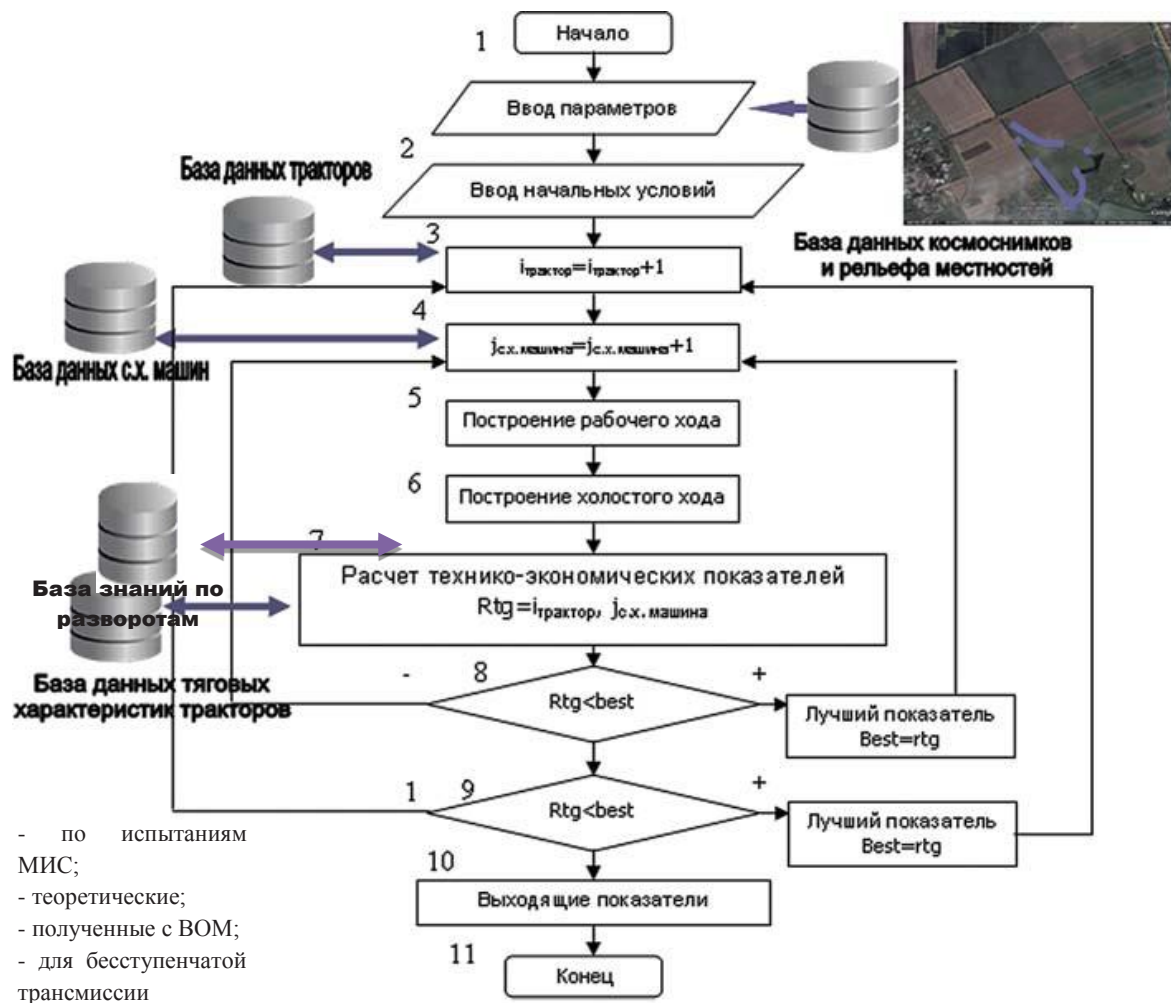 1
Начало
Ввод параметров
2
База данных тракторов
Ввод начальных условий
3
База данных космоснимков
и рельефа местностей
iтрактор=iтрактор+1
4
jс.х.машина=jс.х.машина+1
База данных с.х. машин
5
Построение рабочего хода
6
Построение холостого хода
7
Расчет технико-экономических показателей
Rtg=iтрактор, jс.х.машина
База знаний по
разворотам
База данных тяговых
характеристик тракторов
-
8
+
Rtg<best
Лучший показатель
Best=rtg
1
9
+
Rtg<best
Лучший показатель
Best=rtg
- по испытаниям
МИС;
- теоретические;
- полученные с ВОМ;
- для бесступенчатой
трансмиссии
10
Выходящие показатели
11
Конец